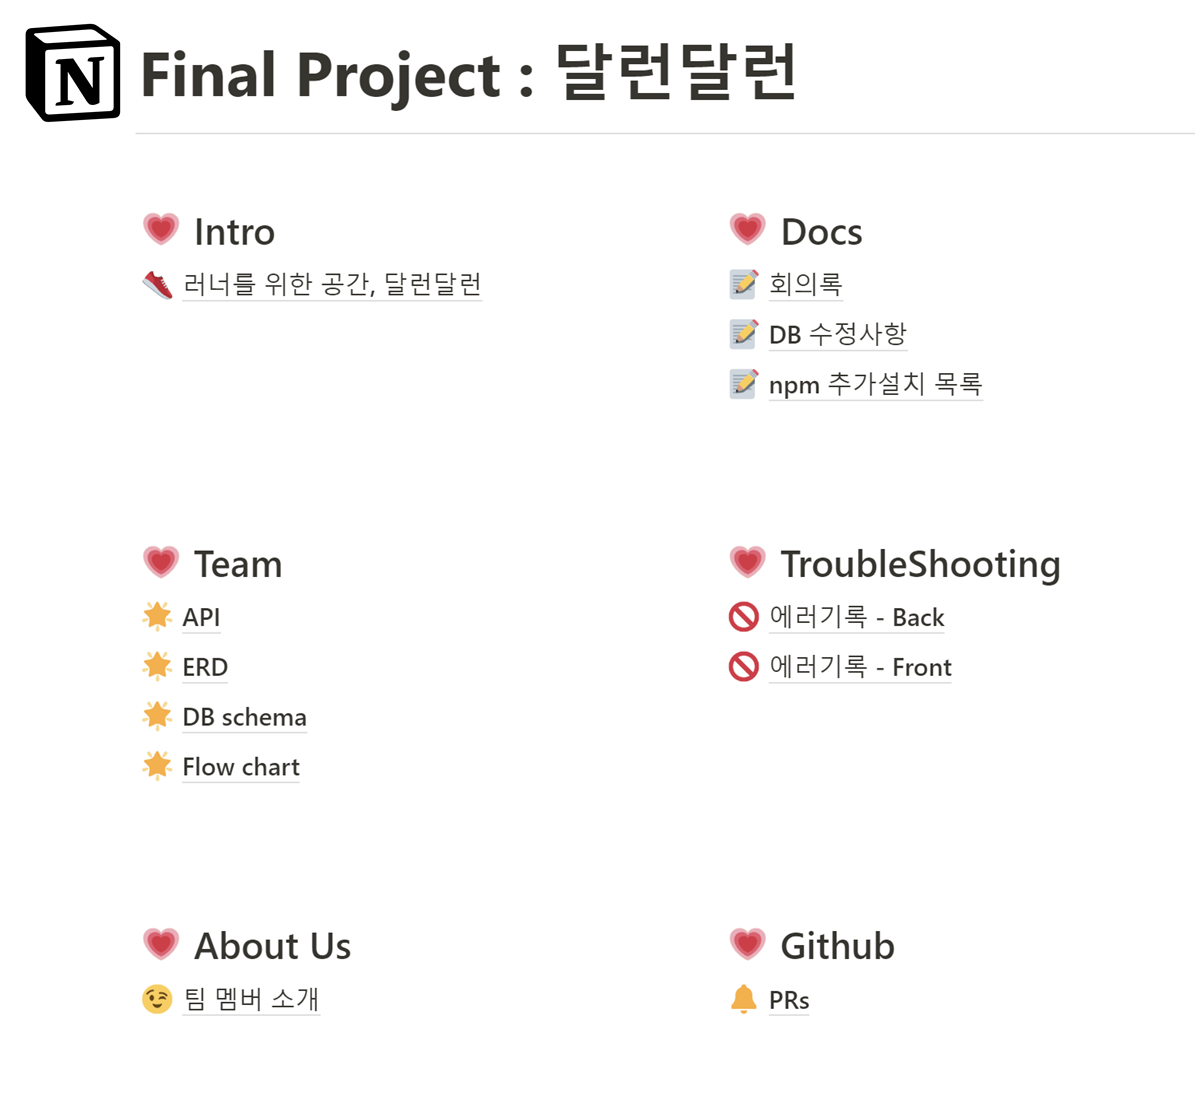 Final Project : 달런달런
Intro
러너를 위한 공간, 달런달런
Docs
회의록
DB 수정사항
npm 추가설치 목록
Team
API
ERD
DB schema
Flow chart
TroubleShooting
에러기록 - Back
에러기록 - Front
About Us
팀 멤버 소개
Github
PRs